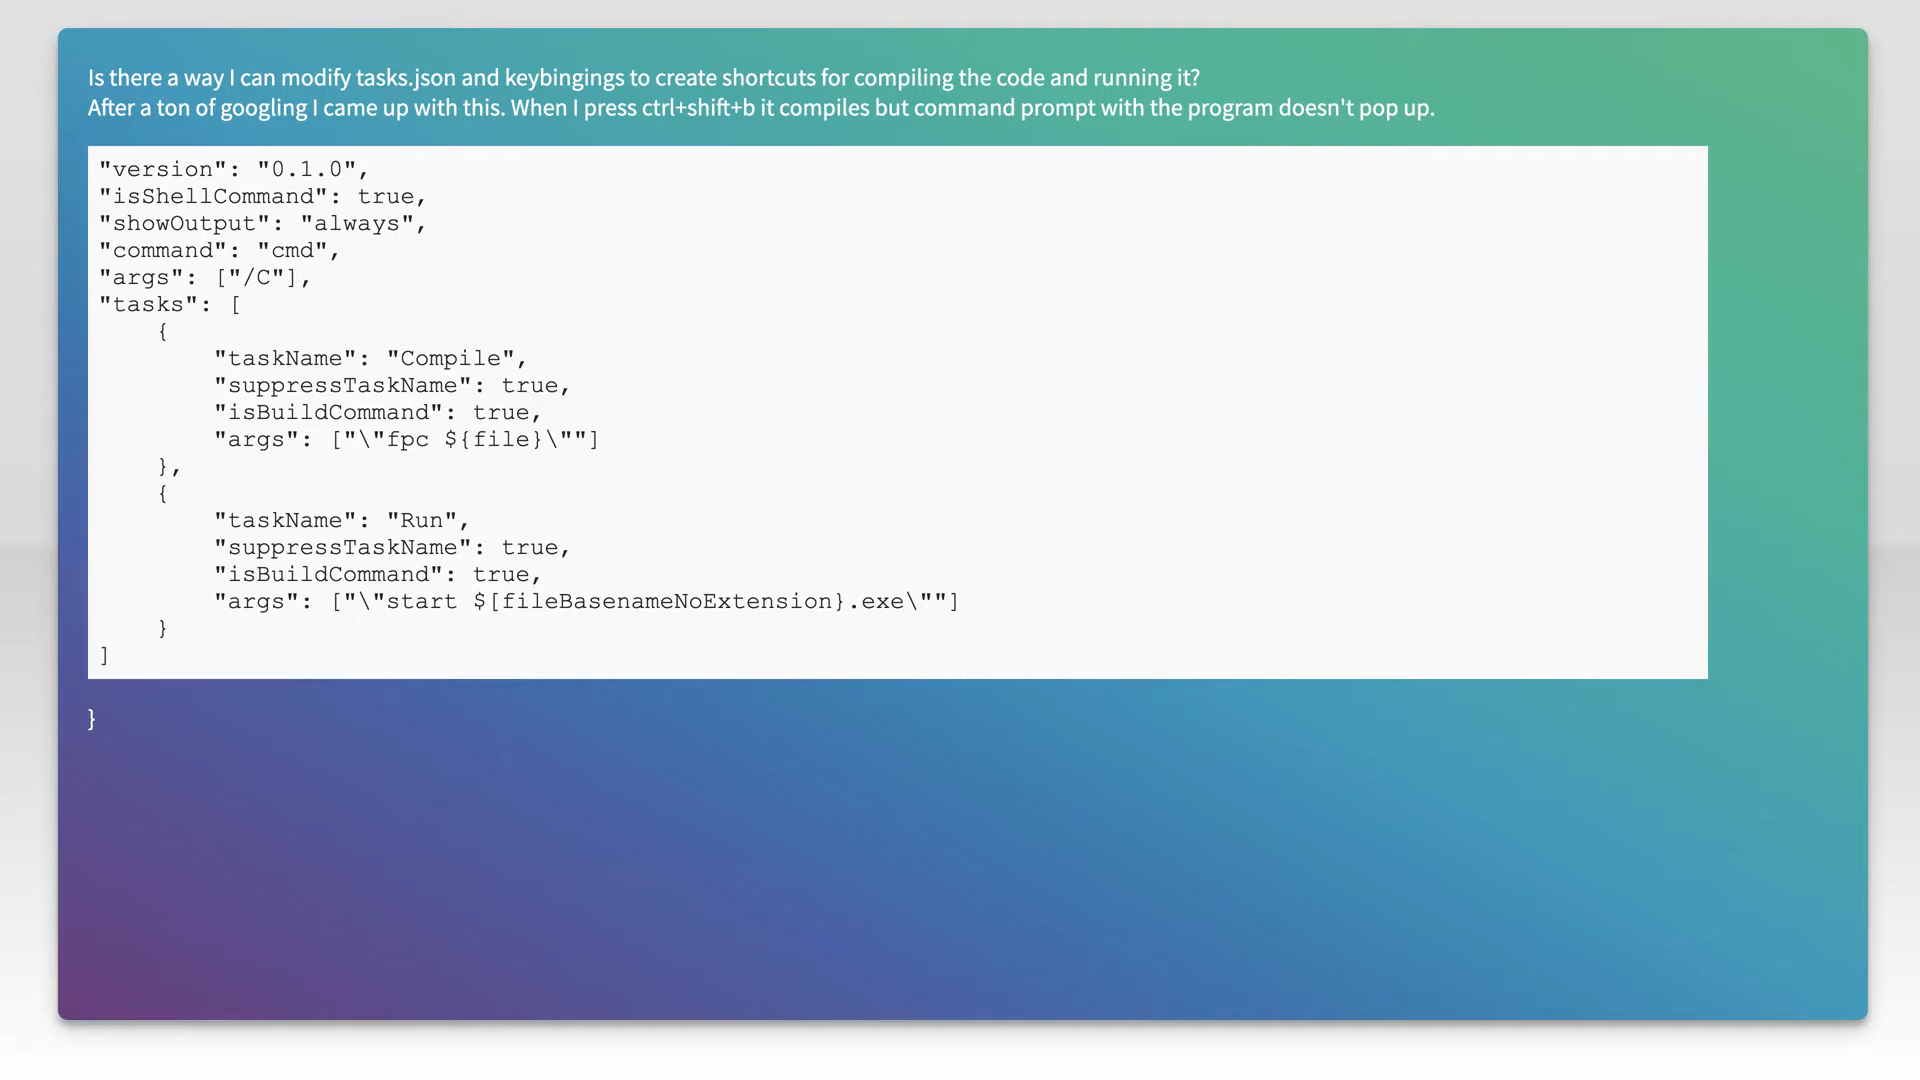 Is there a way I can modify tasks.json and keybingings to create shortcuts for compiling the code and running it?
After a ton of googling I came up with this. When I press ctrl+shift+b it compiles but command prompt with the program doesn't pop up.
"version": "0.1.0",
"isShellCommand": true,
"showOutput": "always",
"command": "cmd",
"args": ["/C"],
"tasks": [
    {
        "taskName": "Compile",
        "suppressTaskName": true,
        "isBuildCommand": true,
        "args": ["\"fpc ${file}\""]
    },
    {
        "taskName": "Run",
        "suppressTaskName": true,
        "isBuildCommand": true,
        "args": ["\"start $[fileBasenameNoExtension}.exe\""]
    }
]
}